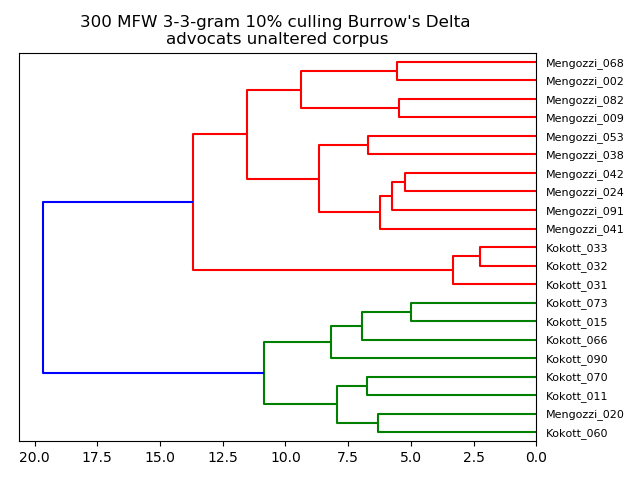 300 MFW 3-3-gram 10% culling Burrow's Delta
advocats unaltered corpus
Mengozzi_068
Mengozzi_002
Mengozzi_082
Mengozzi_009
Mengozzi_053
Mengozzi_038
Mengozzi_042
Mengozzi_024
Mengozzi_091
Mengozzi_041
Kokott_033
Kokott_032
Kokott_031
Kokott_073
Kokott_015
Kokott_066
Kokott_090
Kokott_070
Kokott_011
Mengozzi_020
Kokott_060
20.0 17.5 15.0 12.5 10.0 7.5 5.0 2.5 0.0